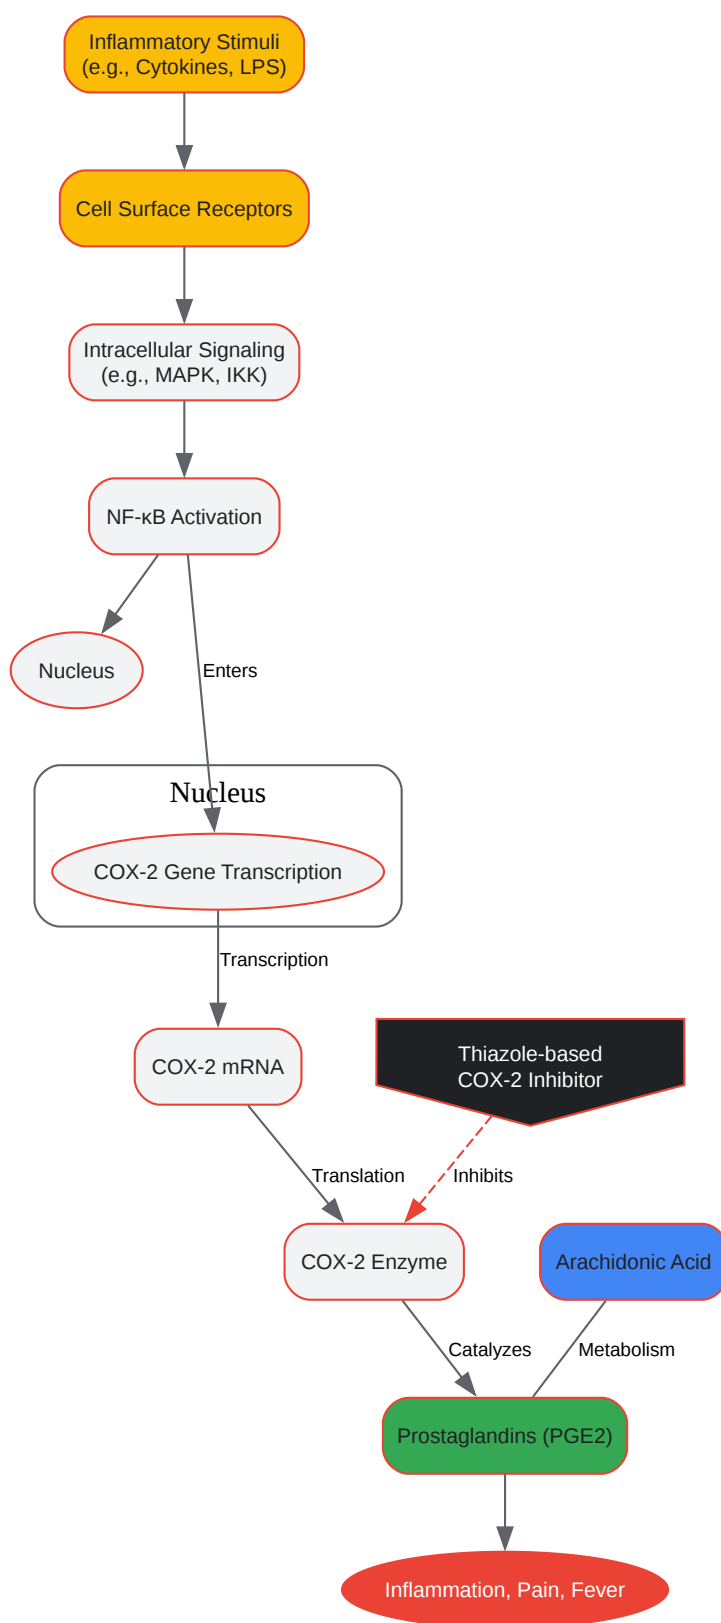 Inflammatory Stimuli
(e.g., Cytokines, LPS)
Cell Surface Receptors
Intracellular Signaling
(e.g., MAPK, IKK)
NF-κB Activation
Nucleus
Enters
Nucleus
COX-2 Gene Transcription
Transcription
COX-2 mRNA
Thiazole-based
COX-2 Inhibitor
Translation
Inhibits
COX-2 Enzyme
Arachidonic Acid
Catalyzes
Metabolism
Prostaglandins (PGE2)
Inflammation, Pain, Fever